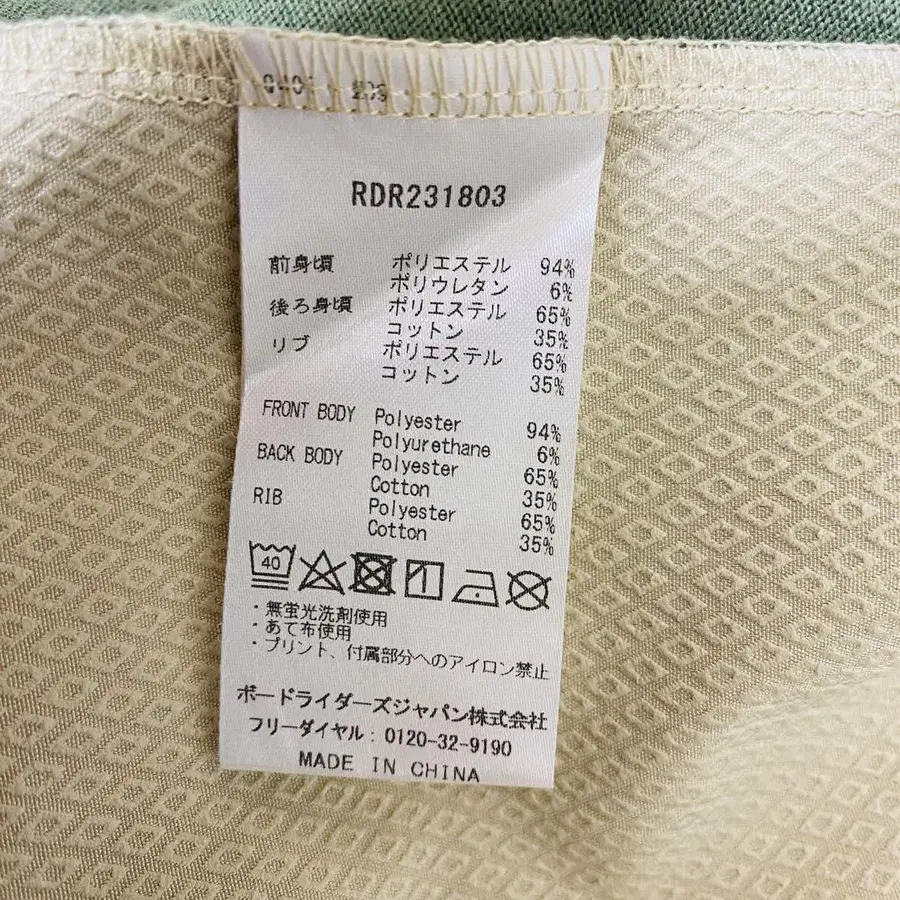 RDR231803
前身頃 ポリエステル 94%
ポリウレタン 6%
後ろ身頃 ポリエステル 65%
コットン 35%
リブ ポリエステル 65%
コットン 35%
FRONT BODY Polyester 94%
Polyurethane 6%
BACK BODY Polyester 65%
Cotton 35%
RIB Polyester 65%
Cotton 35%
40
・無蛍光洗剤使用
・あて布使用
・プリント、付属部分へのアイロン禁止
ボードライダーズジャパン株式会社
フリーダイヤル：0120-32-9190
MADE IN CHINA